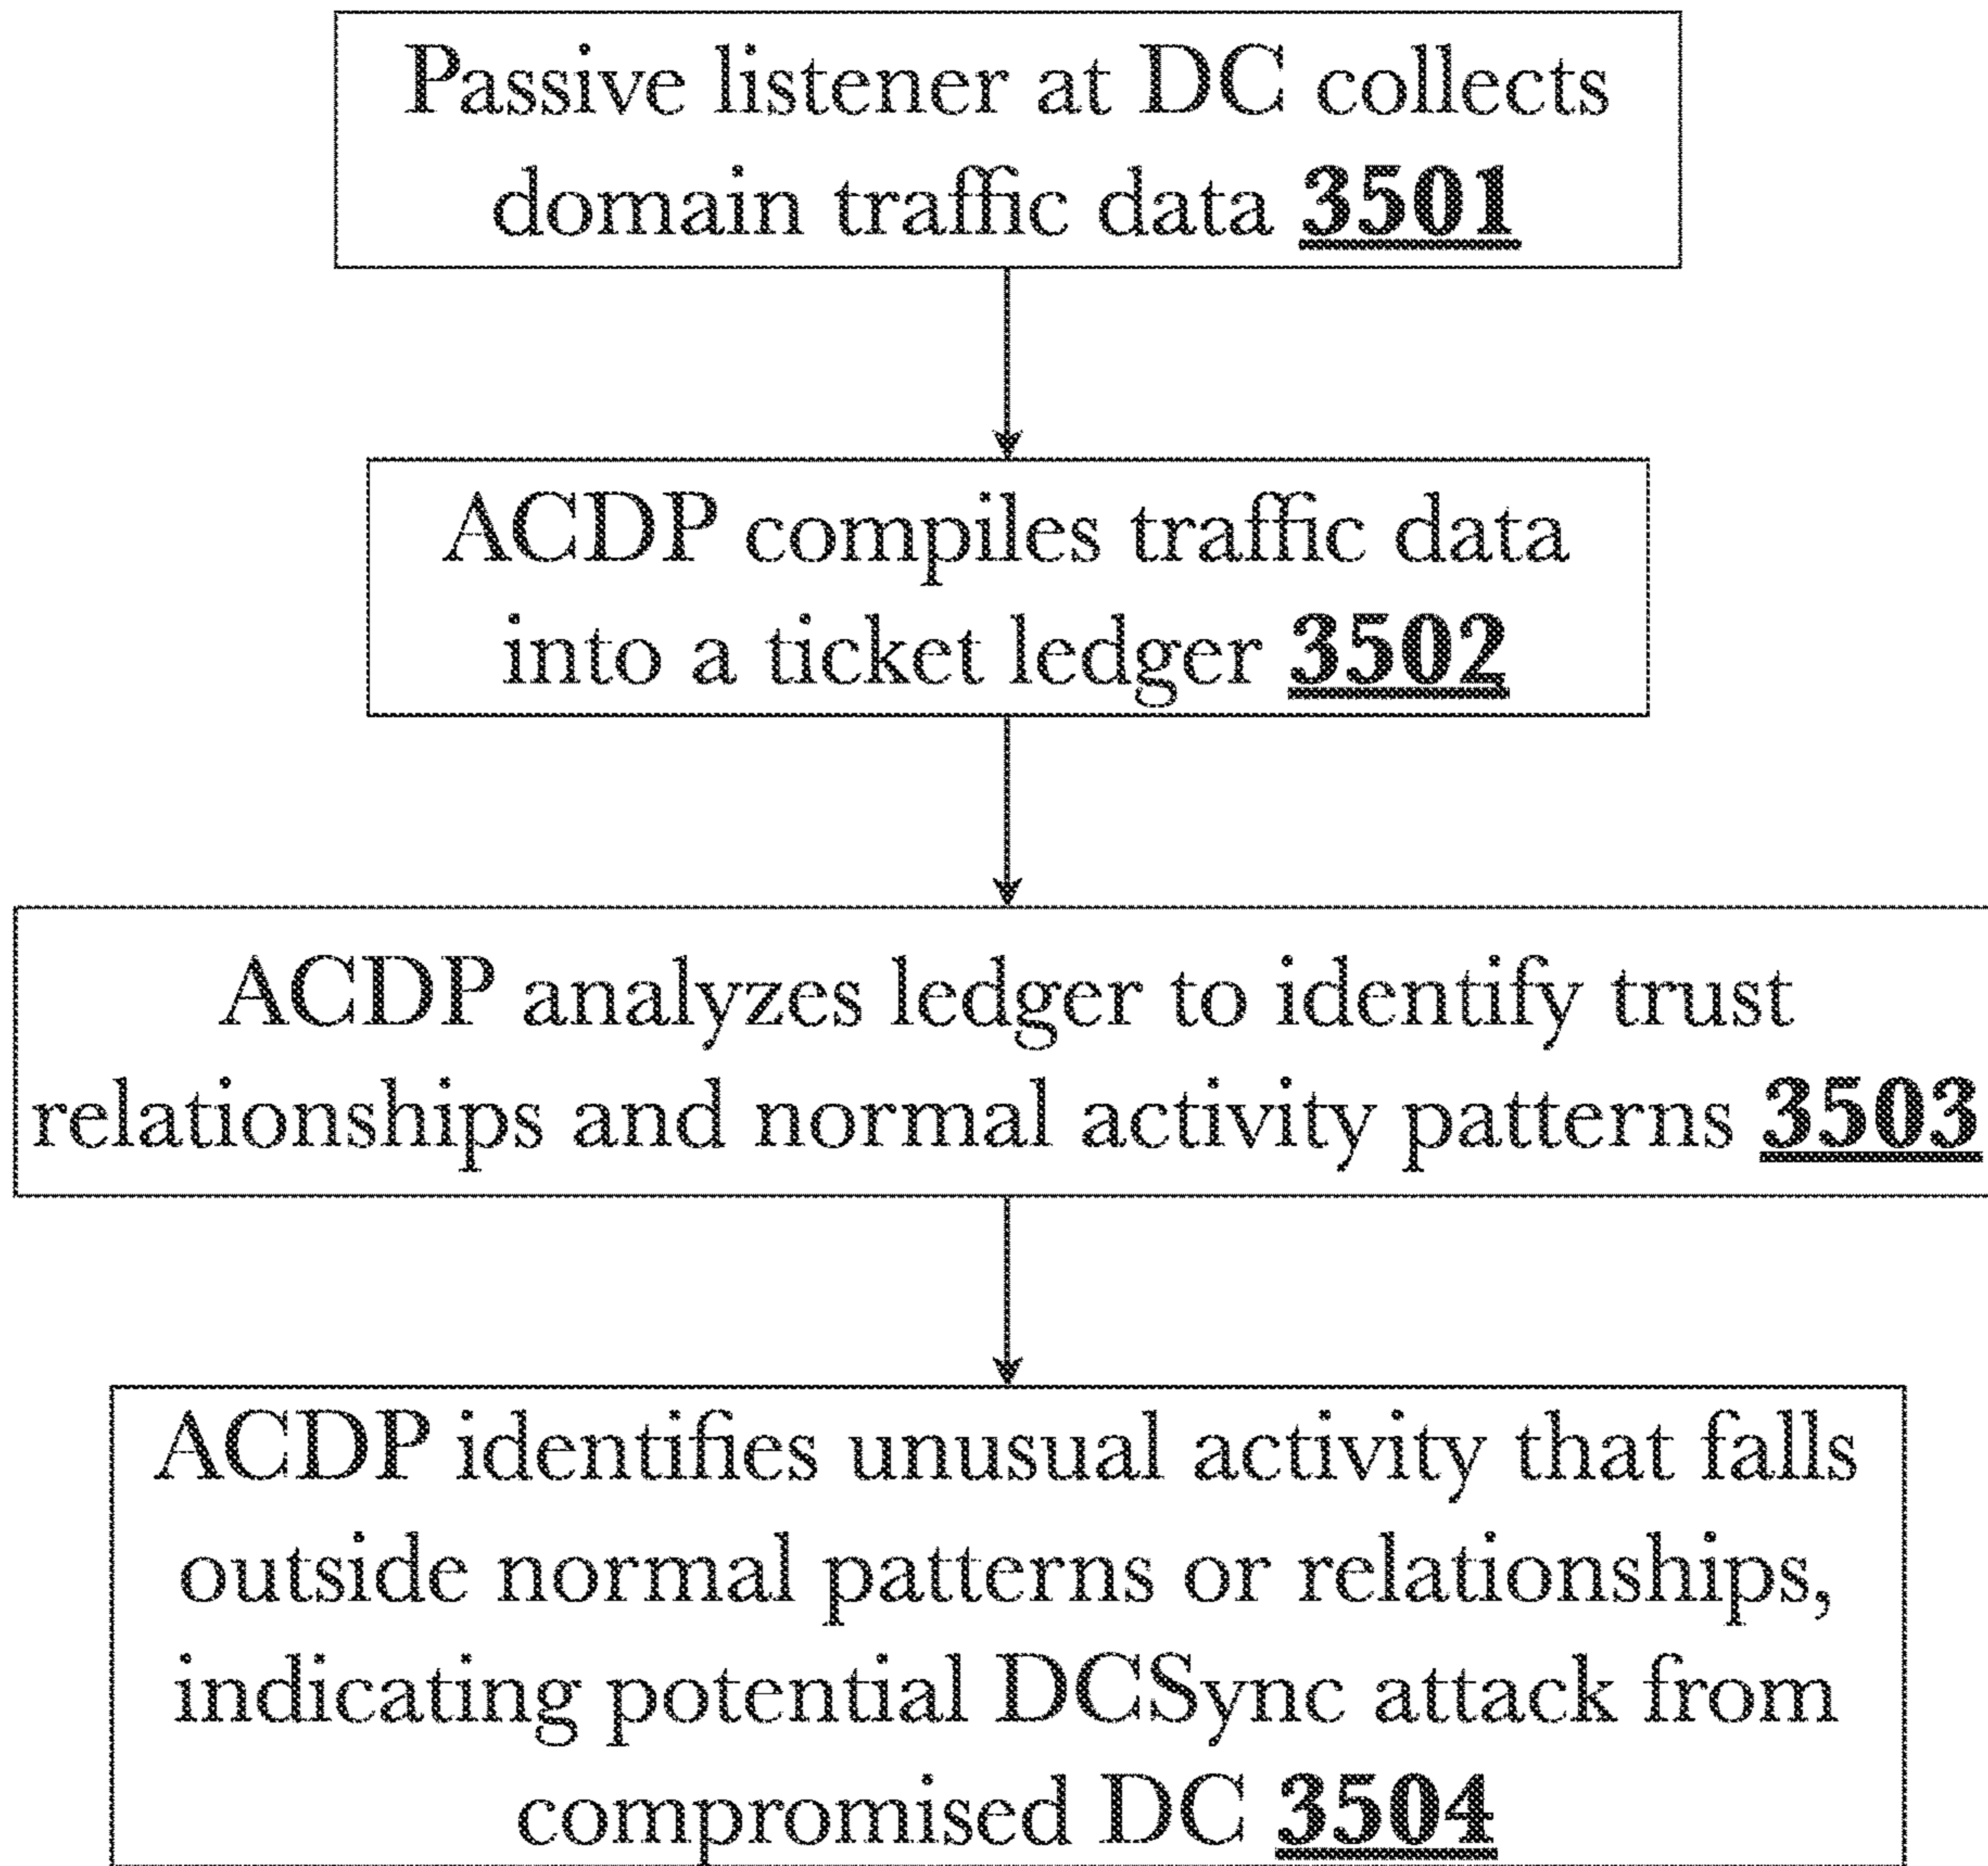 Passive listener at DC collects
domain traffic data 3501
ACDP compiles traffic data
into a ticket ledger 3502
ACDP analyzes ledger to identify trust
relationships and normal activity patterns 3503
ACDP identifies unusual activity that falls
outside normal patterns or relationships,
indicating potential DCSync attack from
compromised DC 3504